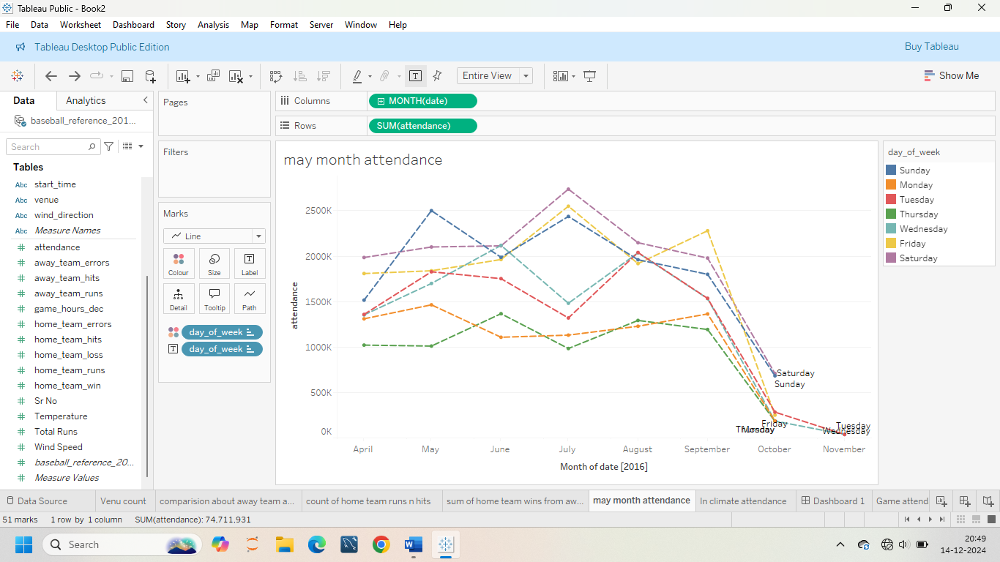 Tableau Public - Book2
File Data Worksheet Dashboard Story Analysis Map Format Server Window Help
Tableau Desktop Public Edition
Buy Tableau
Entire View
Show Me
Data Analytics
baseball_reference_201...
Search
Tables
Abc start_time
Abc venue
Abc wind_direction
Abc Measure Names
attendance
away_team_errors
away_team_hits
away_team_runs
game_hours_dec
home_team_errors
home_team_hits
home_team_loss
home_team_runs
home_team_win
Sr No
Temperature
Total Runs
Wind Speed
baseball_reference_20...
Measure Values
Pages
Filters
Marks
Line
Colour Size Label
Detail Tooltip Path
day_of_week
day_of_week
Columns MONTH(date)
Rows SUM(attendance)
may month attendance
attendance
2500K
2000K
1500K
1000K
500K
0K
Saturday
Sunday
Friday
Thursday
Monday
Tuesday
Wednesday
April May June July August September October November
Month of date [2016]
day_of_week
Sunday
Monday
Tuesday
Thursday
Wednesday
Friday
Saturday
Data Source Venu count comparision about away team a... count of home team runs n hits sum of home team wins from aw... may month attendance In climate attendance Dashboard 1 Game attend
51 marks 1 row by 1 column SUM(attendance): 74,711,931
Search
20:49
14-12-2024